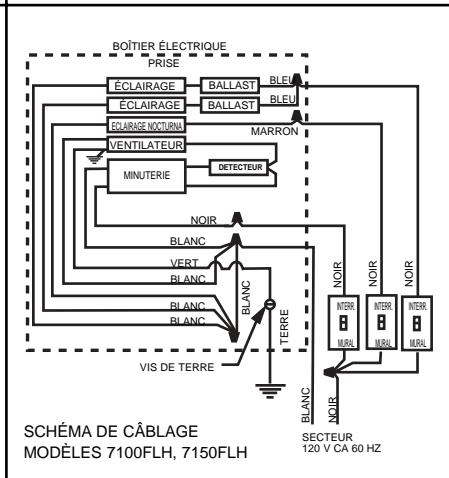 BOÎTIER ÉLECTRIQUE
PRISE
ÉCLAIRAGE
BALLAST
BLEU
ÉCLAIRAGE
BALLAST
BLEU
ECLAIRAGE NOCTURNA
MARRON
VENTILATEUR
MINUTERIE
DETECTEUR
NOIR
BLANC
VERT
BLANC
BLANC
BLANC
BLANC
TERRE
VIS DE TERRE
NOIR
NOIR
NOIR
INTERR.
MURAL
INTERR.
MURAL
INTERR.
MURAL
BLANC
NOIR
SECTEUR
120 V CA 60 HZ
SCHÉMA DE CÂBLAGE
MODÈLES 7100FLH, 7150FLH